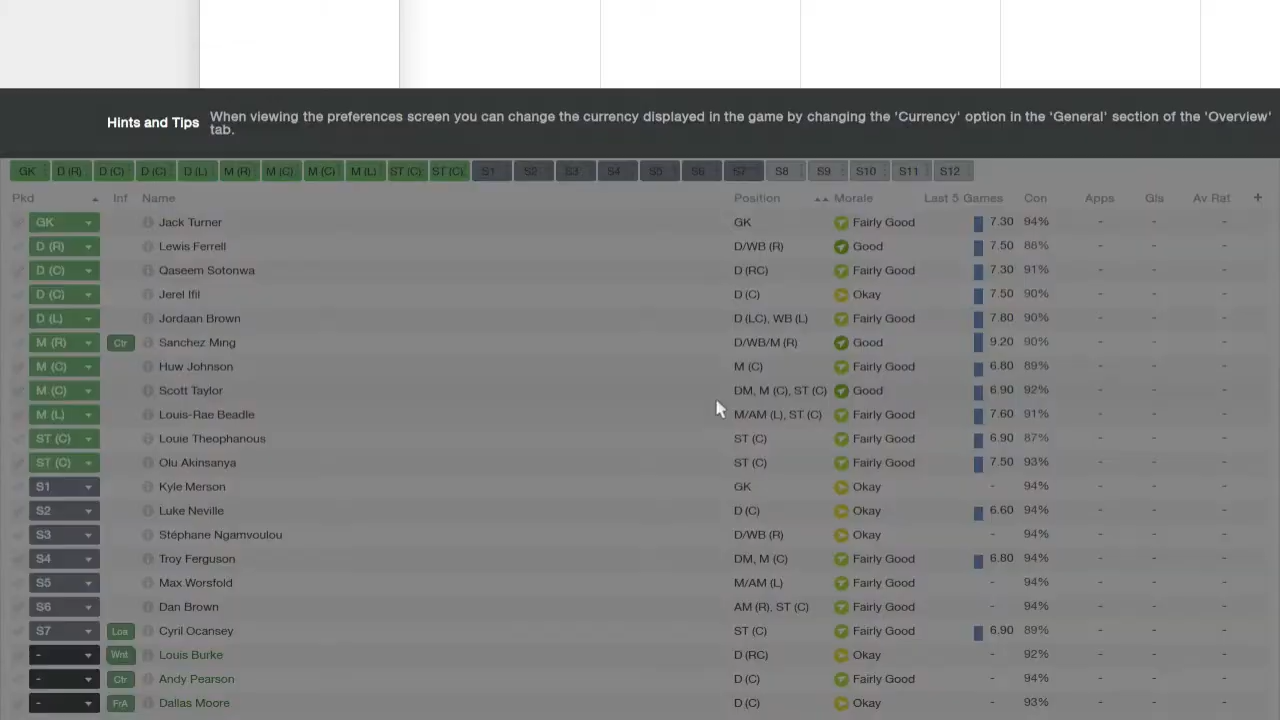 Hints and Tips When viewing the preferences screen you can change the currency displayed in the game by changing the 'Currency' option in the 'General' section of the 'Overview'
tab.
GK D (R) D (C) D (C) D (L) M (R) M (C) M (C) M (L) ST (C) ST (C) S1 S2 S3 S4 S5 S6 S7 S8 S9 S10 S11 S12
Pkd Inf Name Position Morale Last 5 Games Con Apps Gls Av Rat +
GK Jack Turner GK Fairly Good 7.30 94% - - -
D (R) Lewis Ferrell D/WB (R) Good 7.50 86% - - -
D (C) Qaseem Sotonwa D (RC) Fairly Good 7.30 91% - - -
D (C) Jerel Ifil D (C) Okay 7.50 90% - - -
D (L) Jordaan Brown D (LC), WB (L) Fairly Good 7.80 90% - - -
M (R) Ctr Sanchez Ming D/WB/M (R) Good 9.20 90% - - -
M (C) Huw Johnson M (C) Fairly Good 6.80 89% - - -
M (C) Scott Taylor DM, M (C), ST (C) Good 6.90 92% - - -
M (L) Louis-Rae Beadle M/AM (L), ST (C) Fairly Good 7.60 91% - - -
ST (C) Louie Theophanous ST (C) Fairly Good 6.90 87% - - -
ST (C) Olu Akinsanya ST (C) Fairly Good 7.50 93% - - -
S1 Kyle Merson GK Okay - 94% - - -
S2 Luke Neville D (C) Okay 6.60 94% - - -
S3 Stéphane Ngamvoulou D/WB (R) Okay - 94% - - -
S4 Troy Ferguson DM, M (C) Fairly Good 6.80 94% - - -
S5 Max Worsfold M/AM (L) Fairly Good - 94% - - -
S6 Dan Brown AM (R), ST (C) Fairly Good - 94% - - -
S7 Loa Cyril Ocansey ST (C) Fairly Good 6.90 89% - - -
- Wnt Louis Burke D (RC) Okay - 92% - - -
- Ctr Andy Pearson D (C) Fairly Good - 94% - - -
- FrA Dallas Moore D (C) Okay - 93% - - -